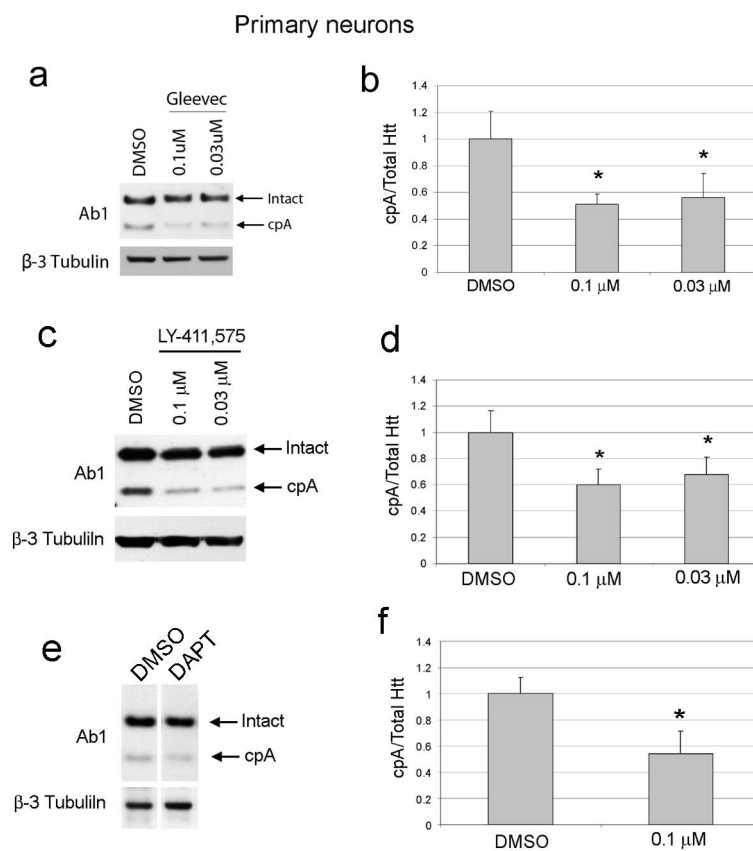 Primary neurons
a
Gleevec
DMSO
0.1uM
0.03uM
Ab1
Intact
cpA
β-3 Tubulin
b
cpA/Total Htt
1.4
1.2
1
0.8
0.6
0.4
0.2
0
*
*
DMSO
0.1 μM
0.03 μM
c
LY-411,575
DMSO
0.1 μM
0.03 μM
Ab1
Intact
cpA
β-3 Tubuliln
d
cpA/Total Htt
1.4
1.2
1
0.8
0.6
0.4
0.2
0
*
*
DMSO
0.1 μM
0.03 μM
e
DMSO
DAPT
Ab1
Intact
cpA
β-3 Tubuliln
f
cpA/Total Htt
1.4
1.2
1
0.8
0.6
0.4
0.2
0
*
DMSO
0.1 μM